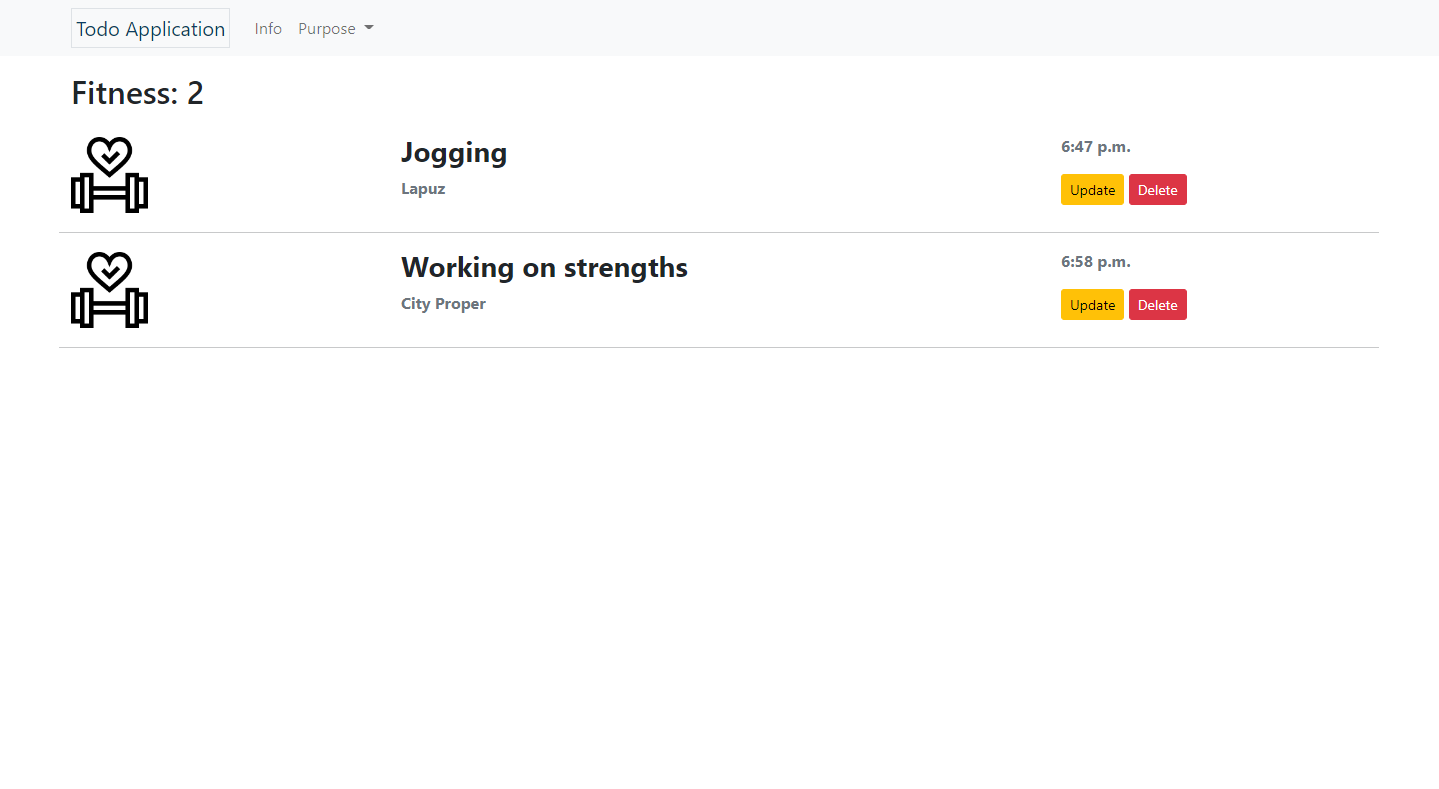 Todo Application Info Purpose
Fitness: 2
Jogging
Lapuz
6:47 p.m.
Update Delete
Working on strengths
City Proper
6:58 p.m.
Update Delete